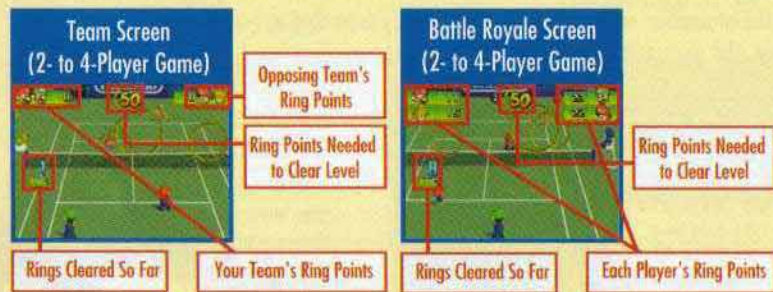 Team Screen
(2- to 4-Player Game)
Opposing Team's
Ring Points
50
Ring Points Needed
to Clear Level
Rings Cleared So Far
Your Team's Ring Points
Battle Royale Screen
(2- to 4-Player Game)
50
Ring Points Needed
to Clear Level
Rings Cleared So Far
Each Player's Ring Points